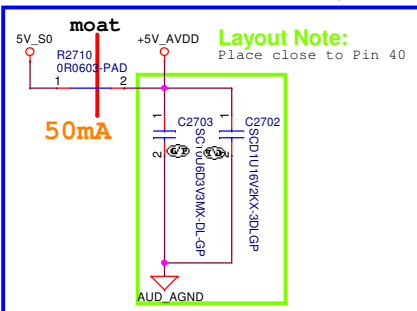 moat
5V_S0
+5V_AVDD
Layout Note:
Place close to Pin 40
R2710
0R0603-PAD
1
2
50mA
1
C2703
1
C2702
2
2
SC10U6D3V3MX-DL-GP
SCD1U16V2KX-3DLGP
AUD_AGND